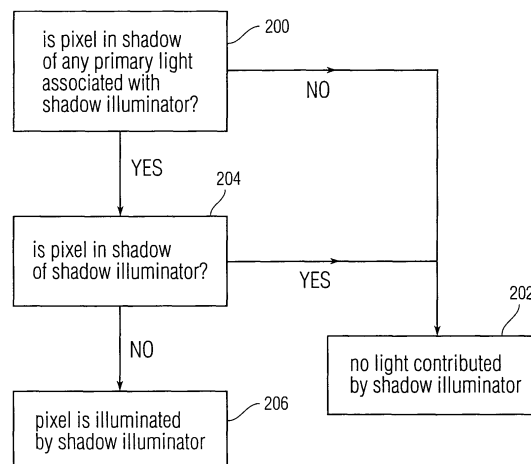 is pixel in shadow
of any primary light
associated with
shadow illuminator?
200
NO
YES
204
is pixel in shadow
of shadow illuminator?
YES
202
NO
no light contributed
by shadow illuminator
206
pixel is illuminated
by shadow illuminator